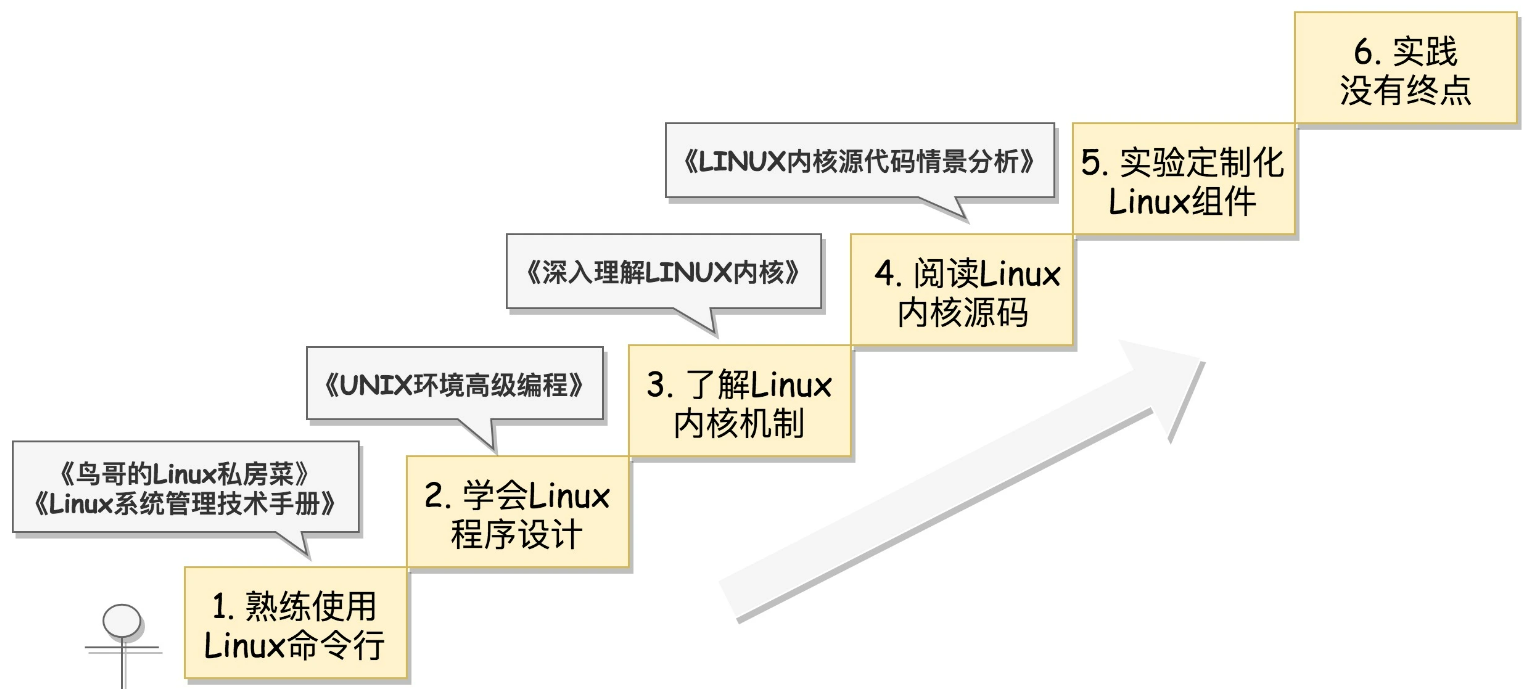 6. 实践
没有终点
《LINUX内核源代码情景分析》
5. 实验定制化
Linux组件
《深入理解LINUX内核》
4. 阅读Linux
内核源码
《UNIX环境高级编程》
3. 了解Linux
内核机制
《鸟哥的Linux私房菜》
《Linux系统管理技术手册》
2. 学会Linux
程序设计
1. 熟练使用
Linux命令行